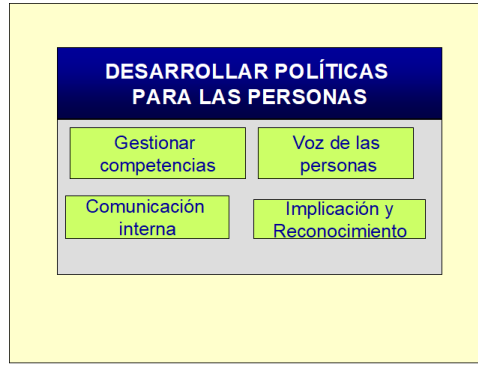 DESARROLLAR POLÍTICAS
PARA LAS PERSONAS
Gestionar
competencias
Voz de las
personas
Comunicación
interna
Implicación y
Reconocimiento